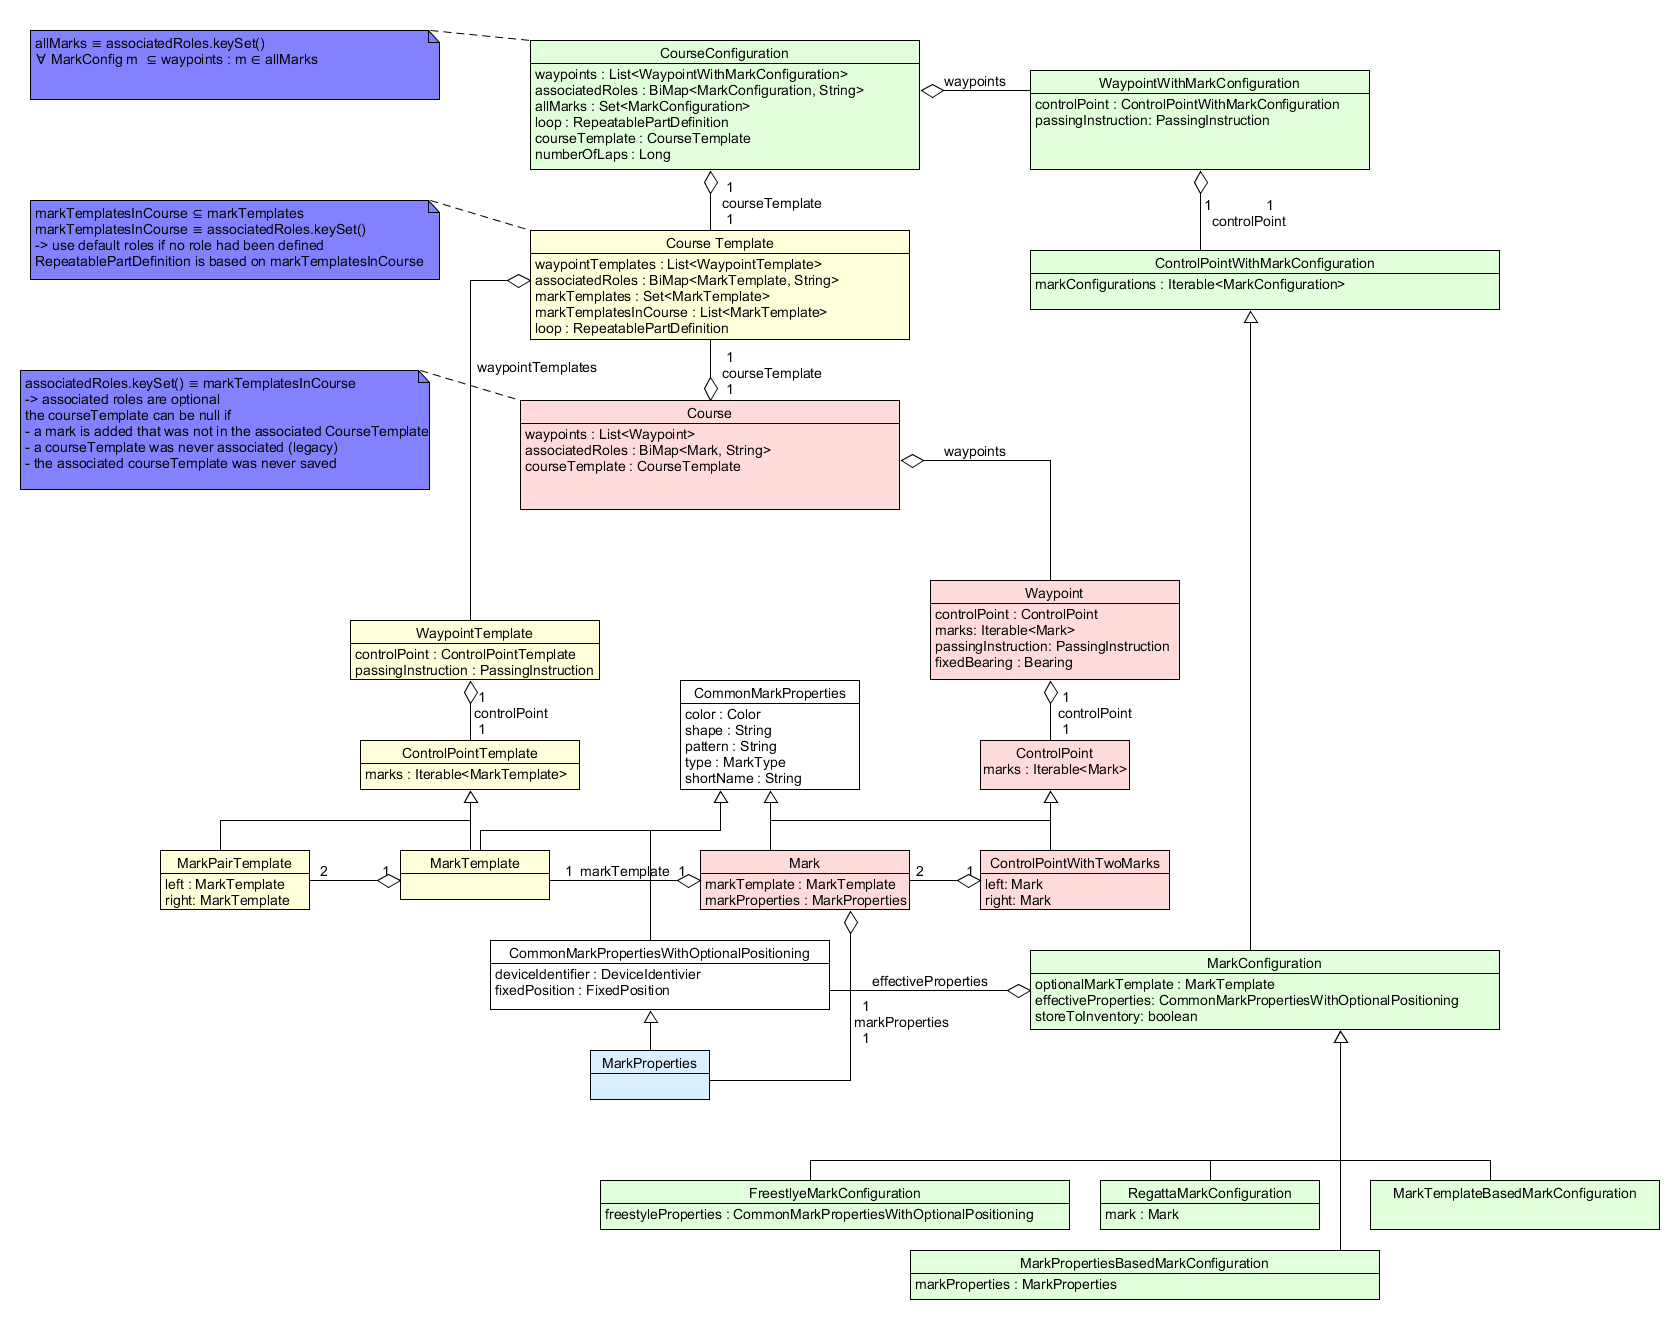 allMarks ≡ associatedRoles.keySet()
∀ MarkConfig m ⊆ waypoints : m ∈ allMarks
CourseConfiguration
waypoints : List<WaypointWithMarkConfiguration>
associatedRoles : BiMap<MarkConfiguration, String>
allMarks : Set<MarkConfiguration>
loop : RepeatablePartDefinition
courseTemplate : CourseTemplate
numberOfLaps : Long
waypoints
WaypointWithMarkConfiguration
controlPoint : ControlPointWithMarkConfiguration
passingInstruction: PassingInstruction
1
courseTemplate
1
1 1
controlPoint
markTemplatesInCourse ⊆ markTemplates
markTemplatesInCourse ≡ associatedRoles.keySet()
-> use default roles if no role had been defined
RepeatablePartDefinition is based on markTemplatesInCourse
Course Template
waypointTemplates : List<WaypointTemplate>
associatedRoles : BiMap<MarkTemplate, String>
markTemplates : Set<MarkTemplate>
markTemplatesInCourse : List<MarkTemplate>
loop : RepeatablePartDefinition
ControlPointWithMarkConfiguration
markConfigurations : Iterable<MarkConfiguration>
waypointTemplates
1
courseTemplate
1
associatedRoles.keySet() ≡ markTemplatesInCourse
-> associated roles are optional
the courseTemplate can be null if
- a mark is added that was not in the associated CourseTemplate
- a courseTemplate was never associated (legacy)
- the associated courseTemplate was never saved
Course
waypoints : List<Waypoint>
associatedRoles : BiMap<Mark, String>
courseTemplate : CourseTemplate
waypoints
Waypoint
controlPoint : ControlPoint
marks: Iterable<Mark>
passingInstruction: PassingInstruction
fixedBearing : Bearing
WaypointTemplate
controlPoint : ControlPointTemplate
passingInstruction : PassingInstruction
1
controlPoint
1
CommonMarkProperties
color : Color
shape : String
pattern : String
type : MarkType
shortName : String
1
controlPoint
1
ControlPointTemplate
marks : Iterable<MarkTemplate>
ControlPoint
marks : Iterable<Mark>
MarkPairTemplate
left : MarkTemplate
right: MarkTemplate
2 1
MarkTemplate
1 markTemplate 1
Mark
markTemplate : MarkTemplate
markProperties : MarkProperties
2 1
ControlPointWithTwoMarks
left: Mark
right: Mark
CommonMarkPropertiesWithOptionalPositioning
deviceIdentifier : DeviceIdentivier
fixedPosition : FixedPosition
effectiveProperties
1
markProperties
1
MarkConfiguration
optionalMarkTemplate : MarkTemplate
effectiveProperties: CommonMarkPropertiesWithOptionalPositioning
storeToInventory: boolean
MarkProperties
FreestlyeMarkConfiguration
freestyleProperties : CommonMarkPropertiesWithOptionalPositioning
RegattaMarkConfiguration
mark : Mark
MarkTemplateBasedMarkConfiguration
MarkPropertiesBasedMarkConfiguration
markProperties : MarkProperties